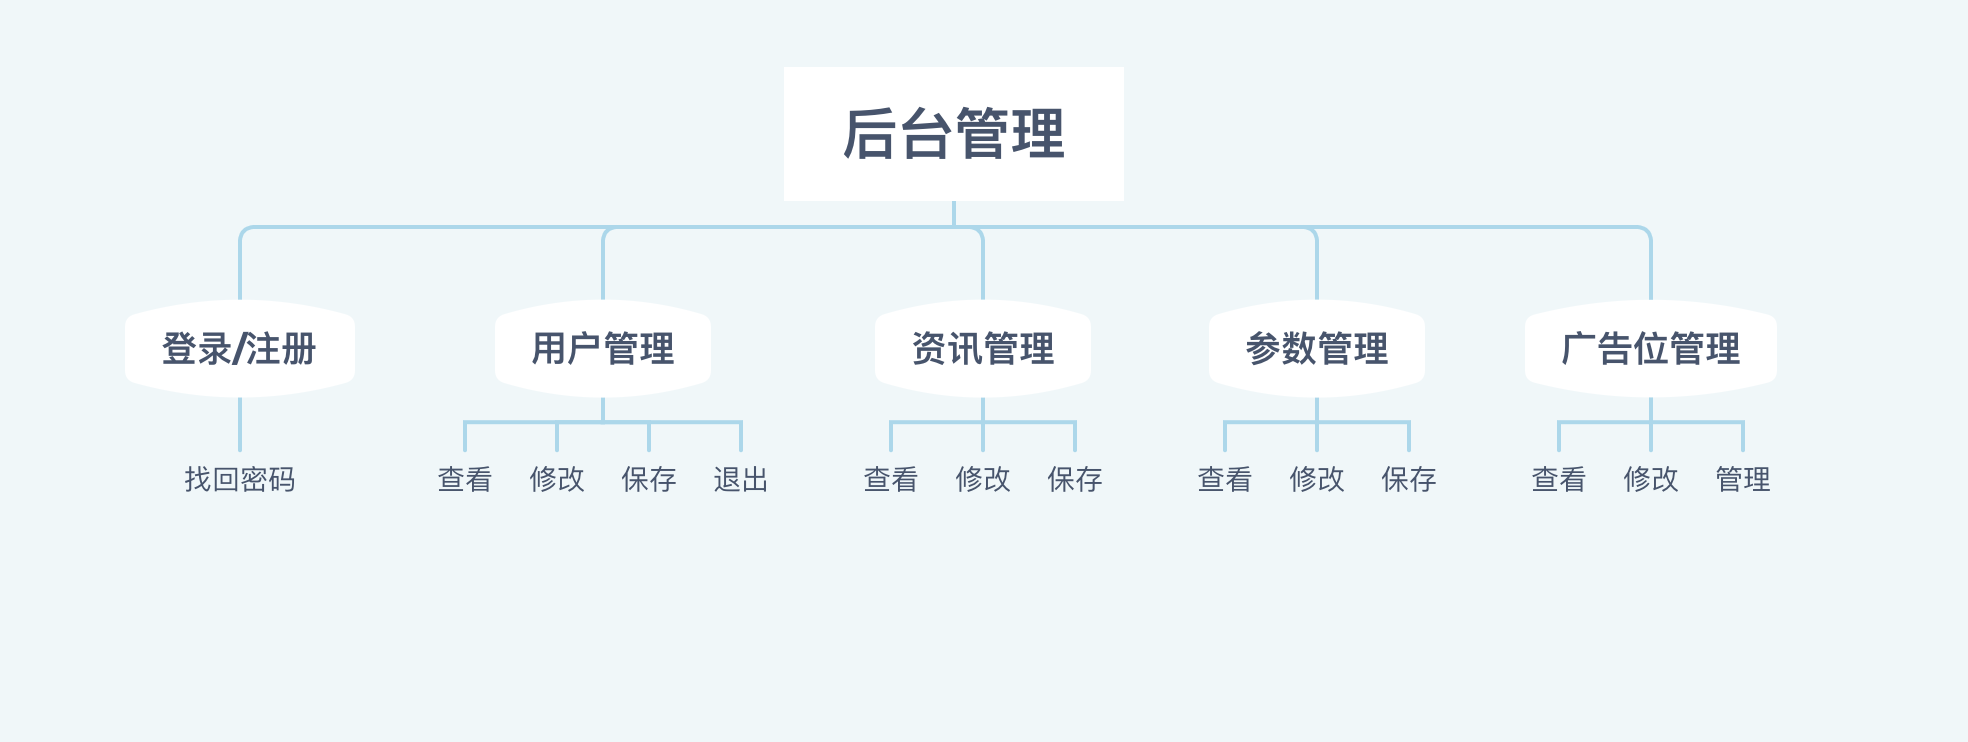 后台管理
登录/注册
用户管理
资讯管理
参数管理
广告位管理
找回密码
查看
修改
保存
退出
查看
修改
保存
查看
修改
保存
查看
修改
管理